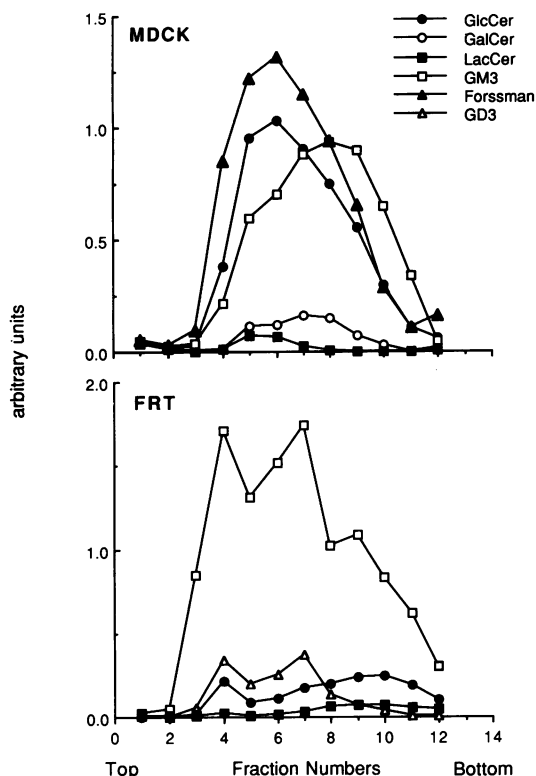 MDCK
GlcCer
GalCer
LacCer
GM3
Forssman
GD3
1.5
1.0
0.5
0.0
arbitrary units
FRT
2.0
1.0
0.0
0 2 4 6 8 10 12 14
Top Fraction Numbers Bottom